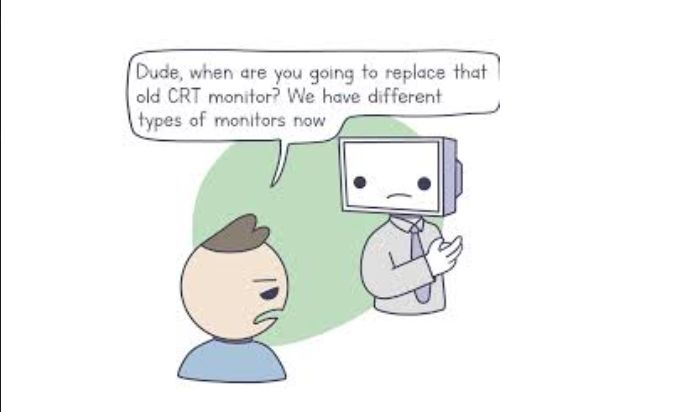 Dude, when are you going to replace that
old CRT monitor? We have different
types of monitors now